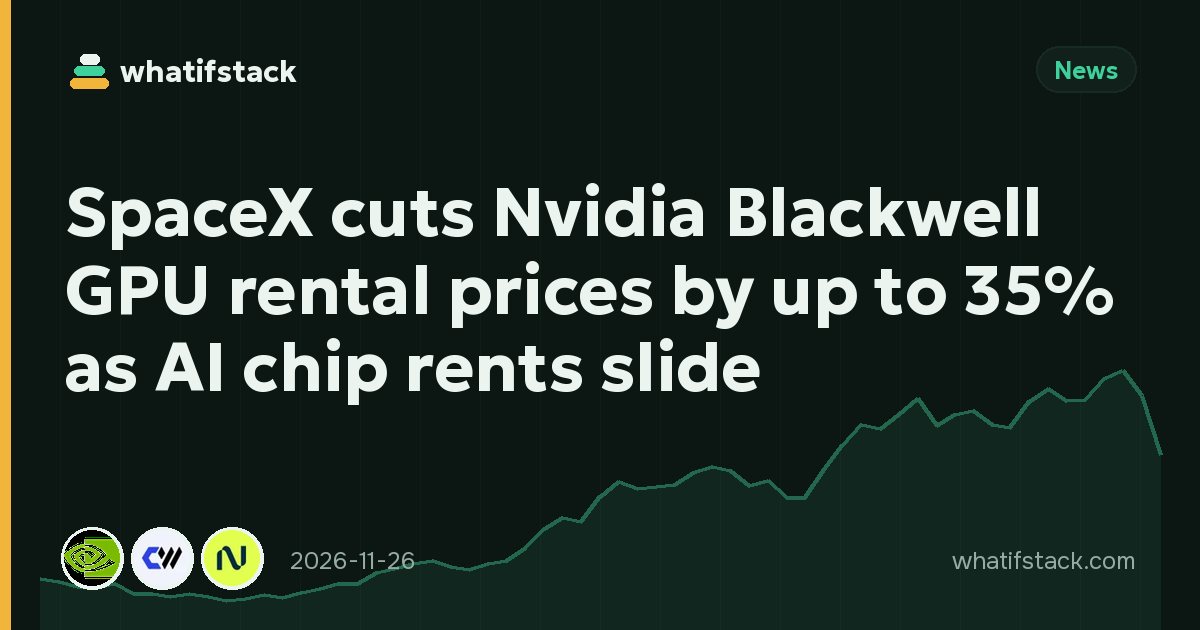 whatifstack
News
SpaceX cuts Nvidia Blackwell
GPU rental prices by up to 35%
as AI chip rents slide
2026-11-26
whatifstack.com